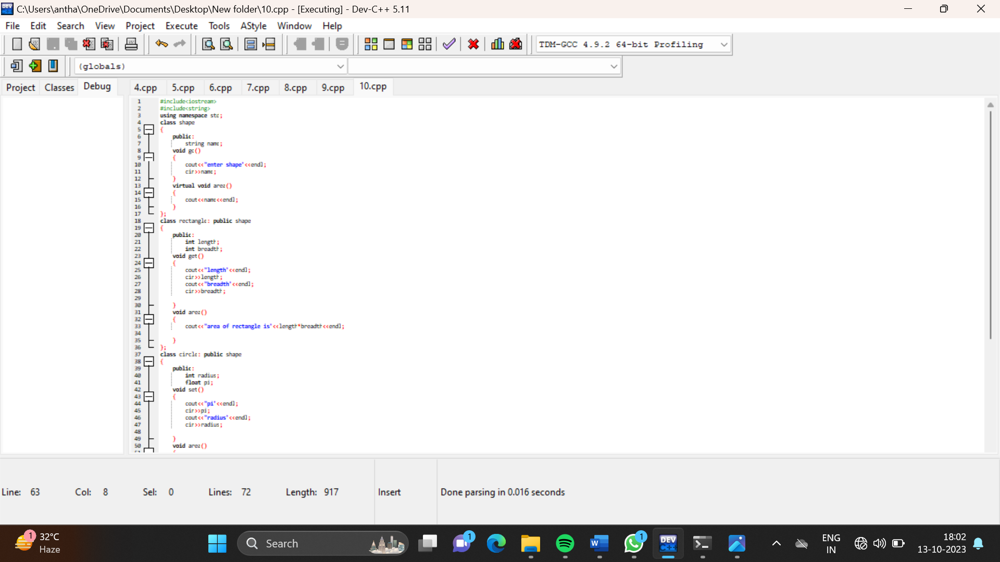 C:\Users\antha\OneDrive\Documents\Desktop\New folder\10.cpp - [Executing] - Dev-C++ 5.11
File Edit Search View Project Execute Tools AStyle Window Help
TDM-GCC 4.9.2 64-bit Profiling
(globals)
Project Classes Debug 4.cpp 5.cpp 6.cpp 7.cpp 8.cpp 9.cpp 10.cpp
1 #include<iostream>
2 #include<string>
3 using namespace std;
4 class shape
5 {
6 public:
7 string name;
8 void go()
9 {
10 cout<<"enter shape"<<endl;
11 cin>>name;
12 }
13 virtual void area()
14 {
15 cout<<name<<endl;
16 }
17 };
18 class rectangle: public shape
19 {
20 public:
21 int length;
22 int breadth;
23 void get()
24 {
25 cout<<"length"<<endl;
26 cin>>length;
27 cout<<"breadth"<<endl;
28 cin>>breadth;
29
30 }
31 void area()
32 {
33 cout<<"area of rectangle is"<<length*breadth<<endl;
34
35 }
36 };
37 class circle: public shape
38 {
39 public:
40 int radius;
41 float pi;
42 void set()
43 {
44 cout<<"pi"<<endl;
45 cin>>pi;
46 cout<<"radius"<<endl;
47 cin>>radius;
48
49 }
50 void area()
Line: 63 Col: 8 Sel: 0 Lines: 72 Length: 917 Insert Done parsing in 0.016 seconds
1 32°C
Haze
Search
1
1
DEV
C++
ENG
IN
18:02
13-10-2023